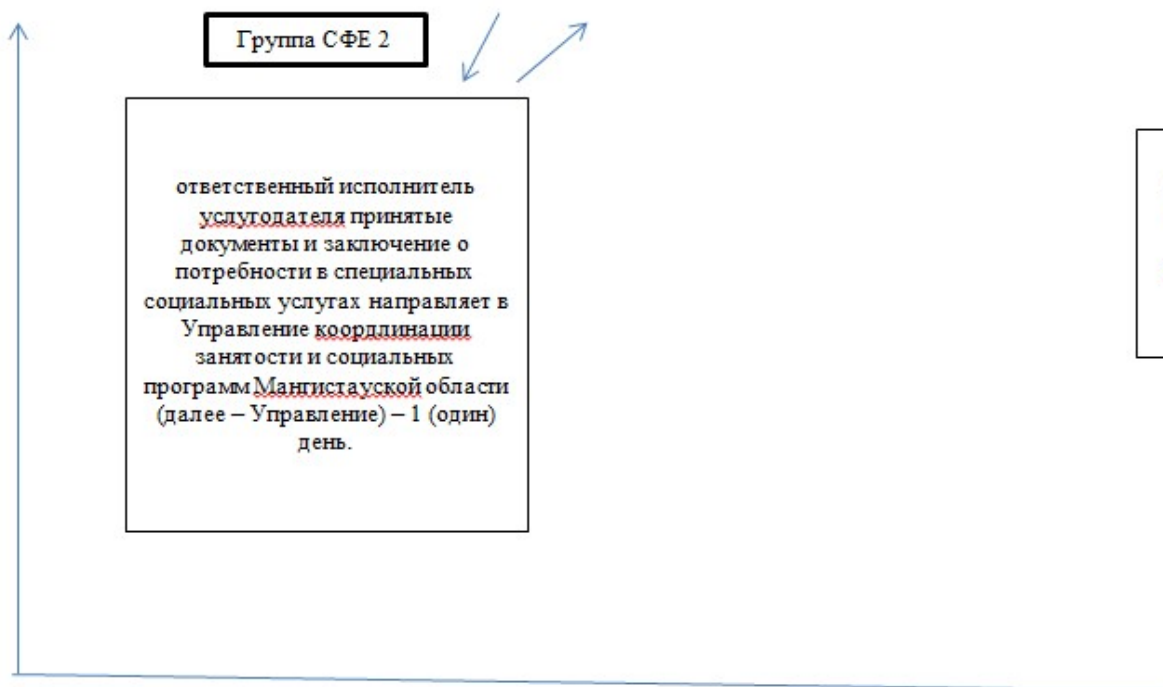 Группа СФЕ 2
ответственный исполнитель
услугодателя принятые
документы и заключение о
потребности в специальных
социальных услугах направляет в
Управление коордлинации
занятости и социальных
программ Мангистауской области
(далее – Управление) – 1 (один)
день.